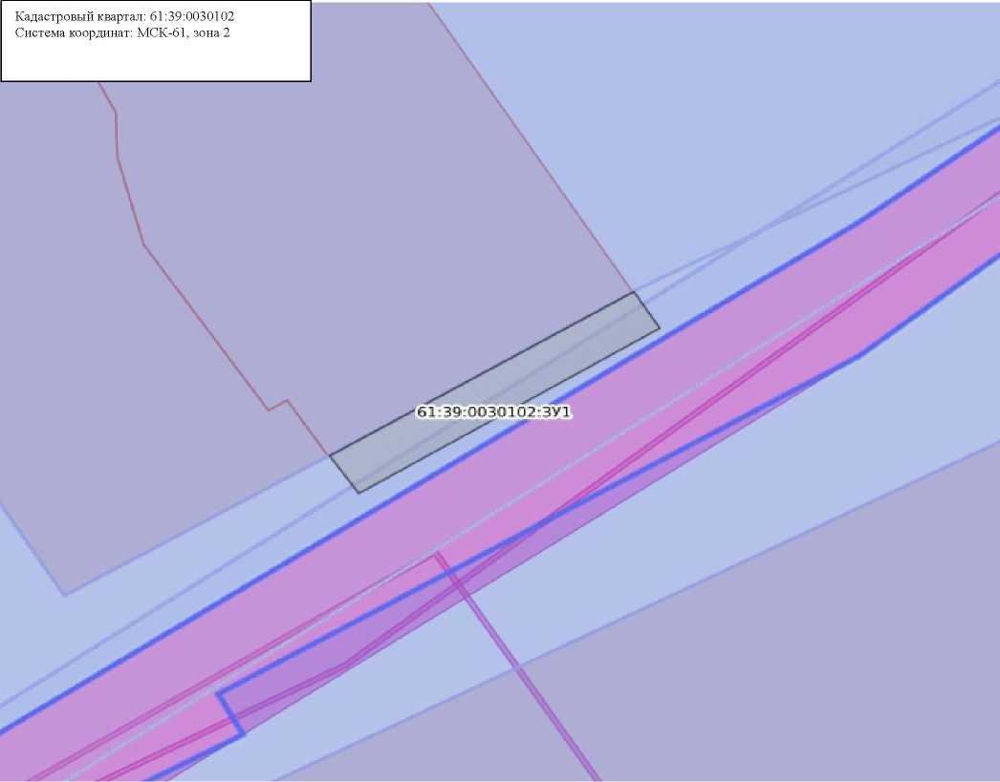 Кадастровый квартал: 61:39:0030102
Система координат: МСК-61, зона 2
61:39:0030102:ЗУ1